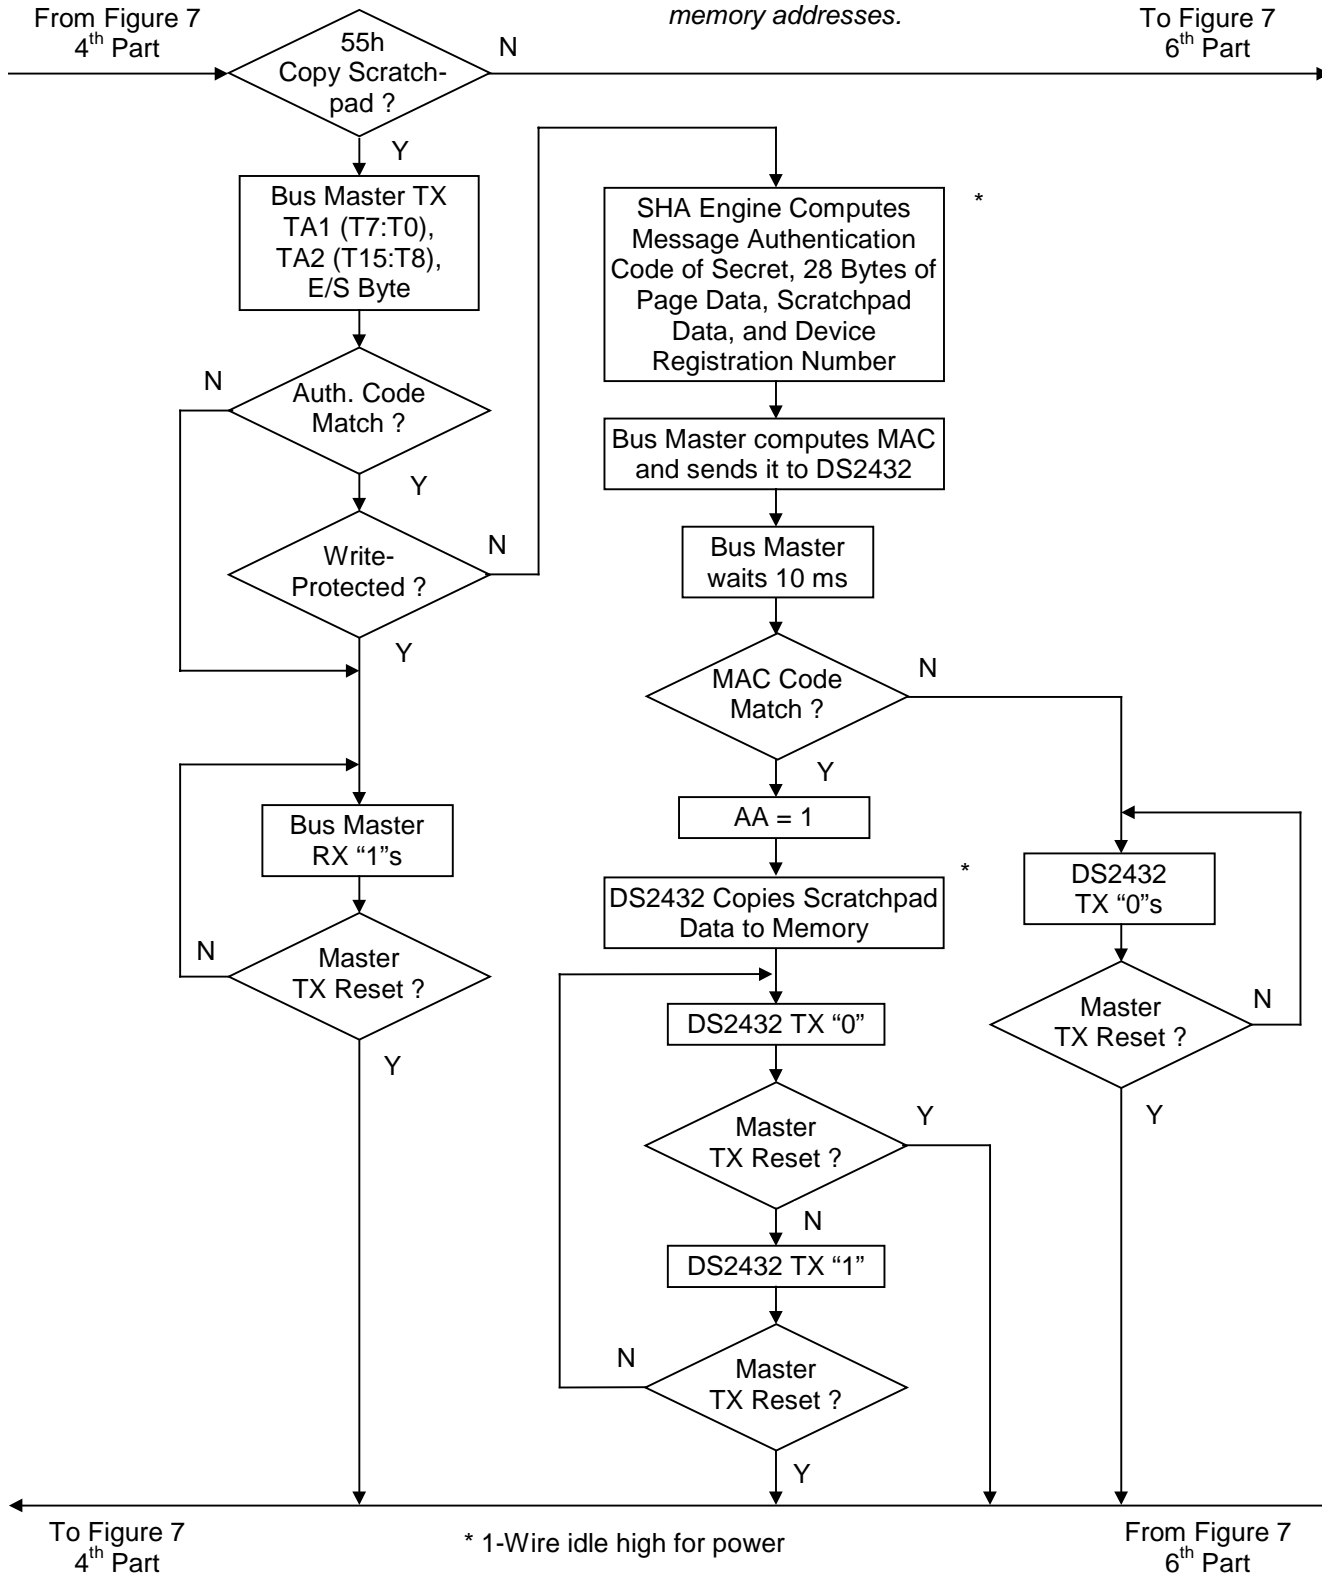 From Figure 7
4th Part
memory addresses.
To Figure 7
6th Part
55h
Copy Scratch-
pad ?
N
Y
Bus Master TX
TA1 (T7:T0),
TA2 (T15:T8),
E/S Byte
SHA Engine Computes
Message Authentication
Code of Secret, 28 Bytes of
Page Data, Scratchpad
Data, and Device
Registration Number
*
N
Auth. Code
Match ?
Y
Bus Master computes MAC
and sends it to DS2432
Write-
Protected ?
N
Y
Bus Master
waits 10 ms
MAC Code
Match ?
N
Y
AA = 1
Bus Master
RX “1”s
DS2432 Copies Scratchpad
Data to Memory
*
DS2432
TX “0”s
N
Master
TX Reset ?
Y
DS2432 TX “0”
Master
TX Reset ?
N
Y
Master
TX Reset ?
Y
N
DS2432 TX “1”
N
Master
TX Reset ?
Y
To Figure 7
4th Part
* 1-Wire idle high for power
From Figure 7
6th Part